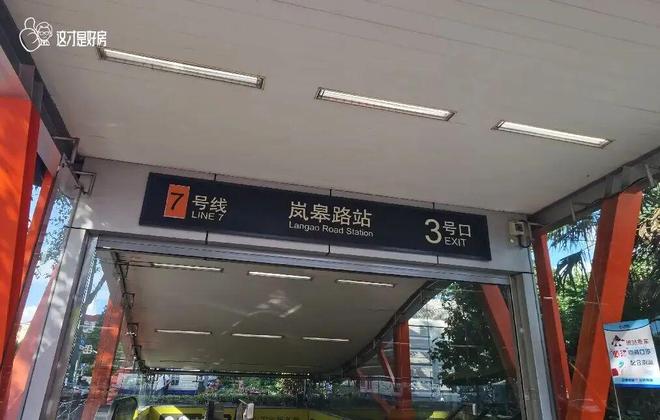 这才是好房
7 号线
LINE 7
岚皋路站
Langao Road Station
3 号口
EXIT